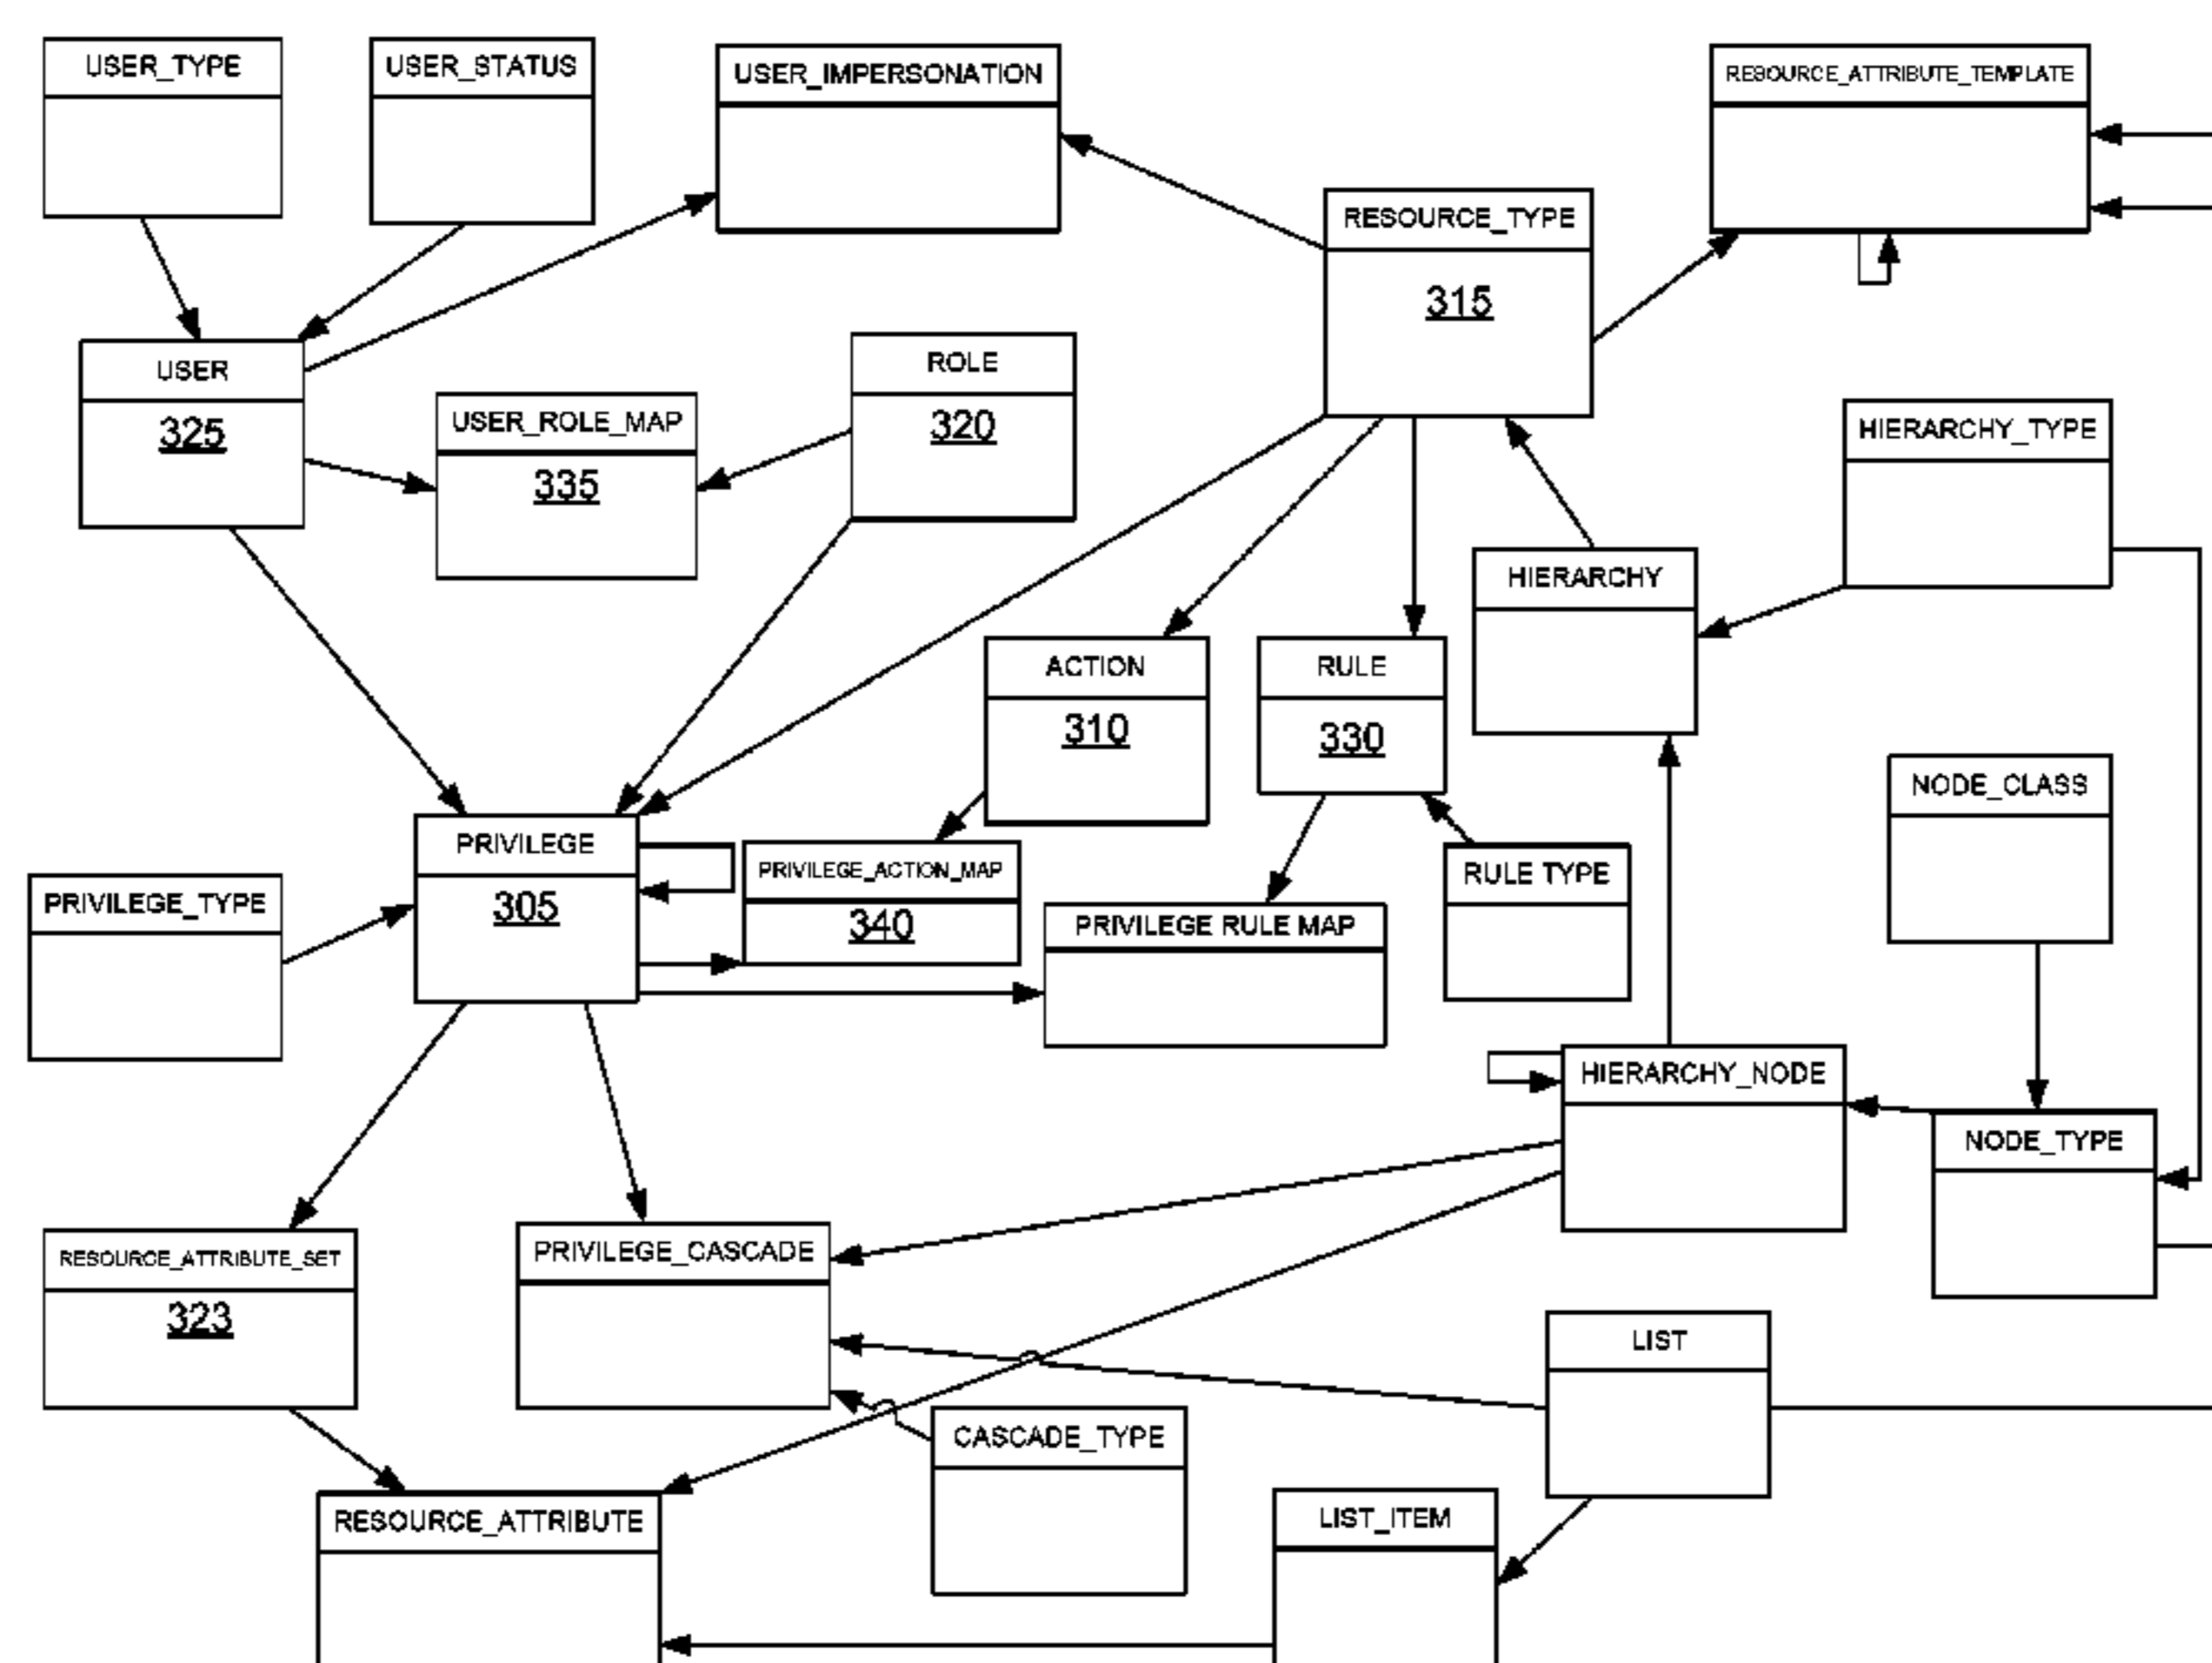 USER_TYPE
USER_STATUS
USER_IMPERSONATION
RESOURCE_ATTRIBUTE_TEMPLATE
RESOURCE_TYPE
315
USER
325
USER_ROLE_MAP
335
ROLE
320
HIERARCHY_TYPE
HIERARCHY
ACTION
310
RULE
330
NODE_CLASS
PRIVILEGE
305
PRIVILEGE_ACTION_MAP
340
RULE TYPE
PRIVILEGE_TYPE
PRIVILEGE RULE MAP
HIERARCHY_NODE
NODE_TYPE
RESOURCE_ATTRIBUTE_SET
323
PRIVILEGE_CASCADE
LIST
CASCADE_TYPE
RESOURCE_ATTRIBUTE
LIST_ITEM